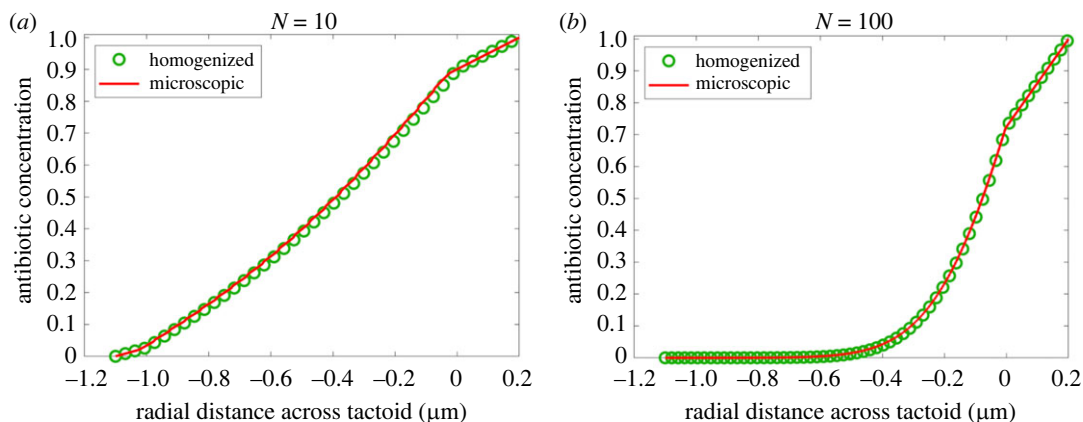 (a) N = 10
1.0
0.9
0.8
0.7
0.6
0.5
0.4
0.3
0.2
0.1
0
antibiotic concentration
homogenized
microscopic
–1.2 –1.0 –0.8 –0.6 –0.4 –0.2 0 0.2
radial distance across tactoid (μm)
(b) N = 100
1.0
0.9
0.8
0.7
0.6
0.5
0.4
0.3
0.2
0.1
0
antibiotic concentration
homogenized
microscopic
–1.2 –1.0 –0.8 –0.6 –0.4 –0.2 0 0.2
radial distance across tactoid (μm)